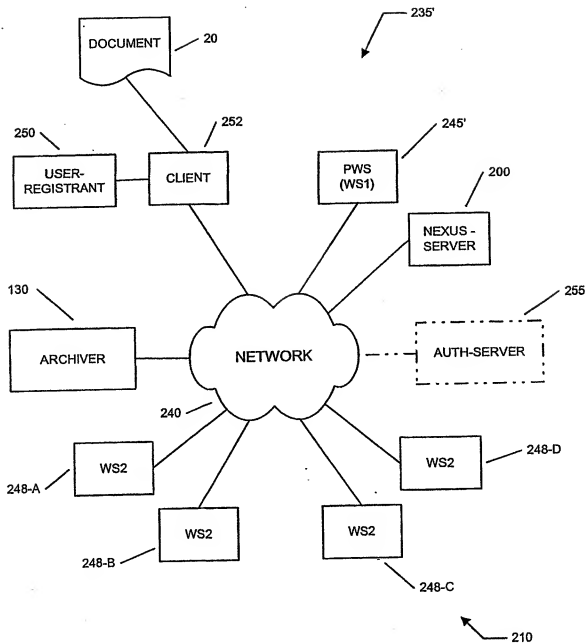 235'
DOCUMENT
20
250
252
245'
USER-
REGISTRANT
CLIENT
PWS
(WS1)
200
NEXUS -
SERVER
130
255
ARCHIVER
NETWORK
AUTH-SERVER
240
WS2
248-A
WS2
248-D
WS2
248-B
WS2
248-C
210